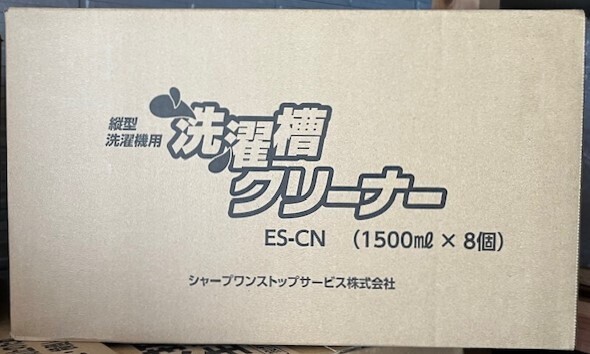 縦型
洗濯機用
洗濯槽
クリーナー
ES-CN （1500㎖ × 8個）
シャープワンストップサービス株式会社